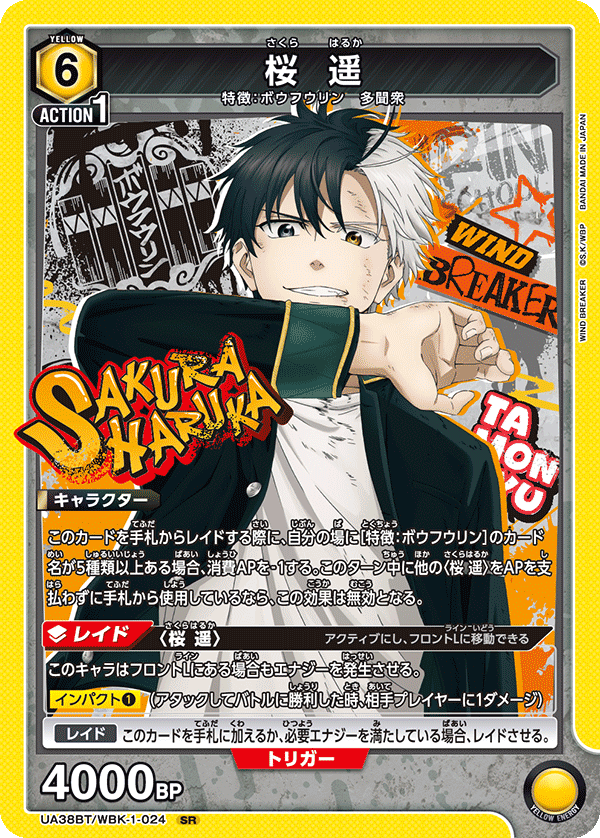 YELLOW
6
ACTION 1
さくら はるか
桜 遥
特徴:ボウフウリン 多聞衆
ボウフウリン
WIND
BREAKER
SAKURA
HARUKA
TAMON
WIND BREAKER ©S.K/WBP BANDAI MADE IN JAPAN
キャラクター
このカードを手札からレイドする際に、自分の場に[特徴:ボウフウリン]のカード
名が5種類以上ある場合、消費APを-1する。このターン中に他の〈桜 遥〉をAPを支
払わずに手札から使用しているなら、この効果は無効となる。
レイド 〈桜 遥〉 アクティブにし、フロントLに移動できる
このキャラはフロントLにある場合もエナジーを発生させる。
インパクト❶ (アタックしてバトルに勝利した時、相手プレイヤーに1ダメージ)
レイド このカードを手札に加えるか、必要エナジーを満たしている場合、レイドさせる。
トリガー
4000BP
UA38BT/WBK-1-024 SR
YELLOW ENERGY